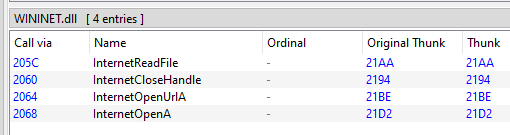 WININET.dll [ 4 entries ]
Call via Name Ordinal Original Thunk Thunk
205C InternetReadFile - 21AA 21AA
2060 InternetCloseHandle - 2194 2194
2064 InternetOpenUrlA - 21BE 21BE
2068 InternetOpenA - 21D2 21D2